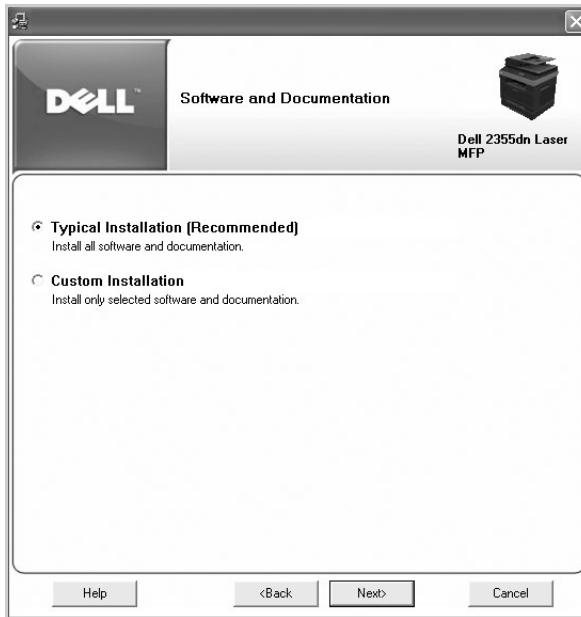 DELL™
Software and Documentation
Dell 2355dn Laser
MFP
Typical Installation (Recommended)
Install all software and documentation.
Custom Installation
Install only selected software and documentation.
Help
<Back
Next>
Cancel